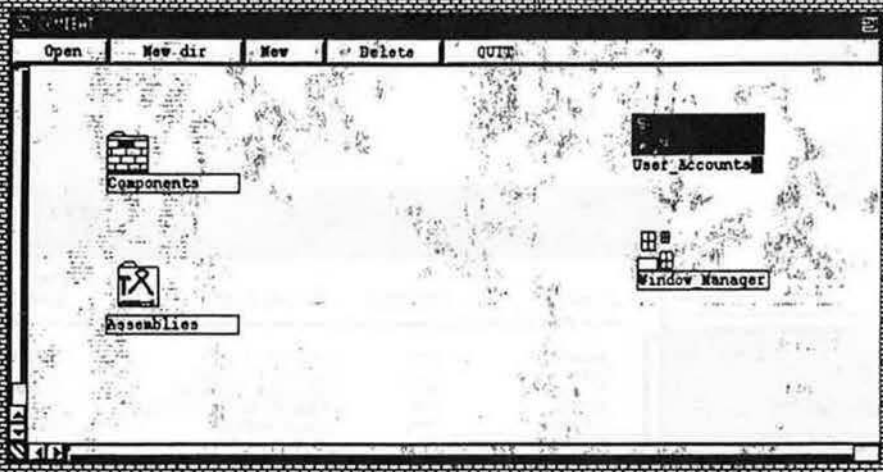 Open New dir New Delete QUIT
Components
User_Accounts
Window_Manager
Assemblies